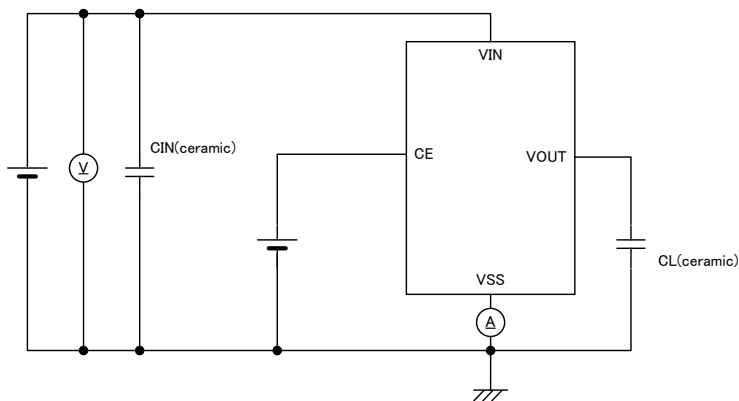 VIN
CIN(ceramic)
V
CE
VOUT
CL(ceramic)
VSS
A